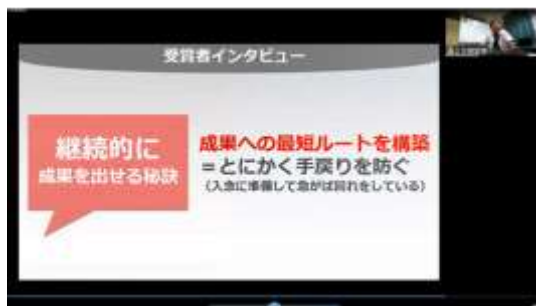 受賞者インタビュー
継続的に
成果を出せる秘訣
成果への最短ルートを構築
＝とにかく手戻りを防ぐ
（入念に準備して急がば回れをしている）